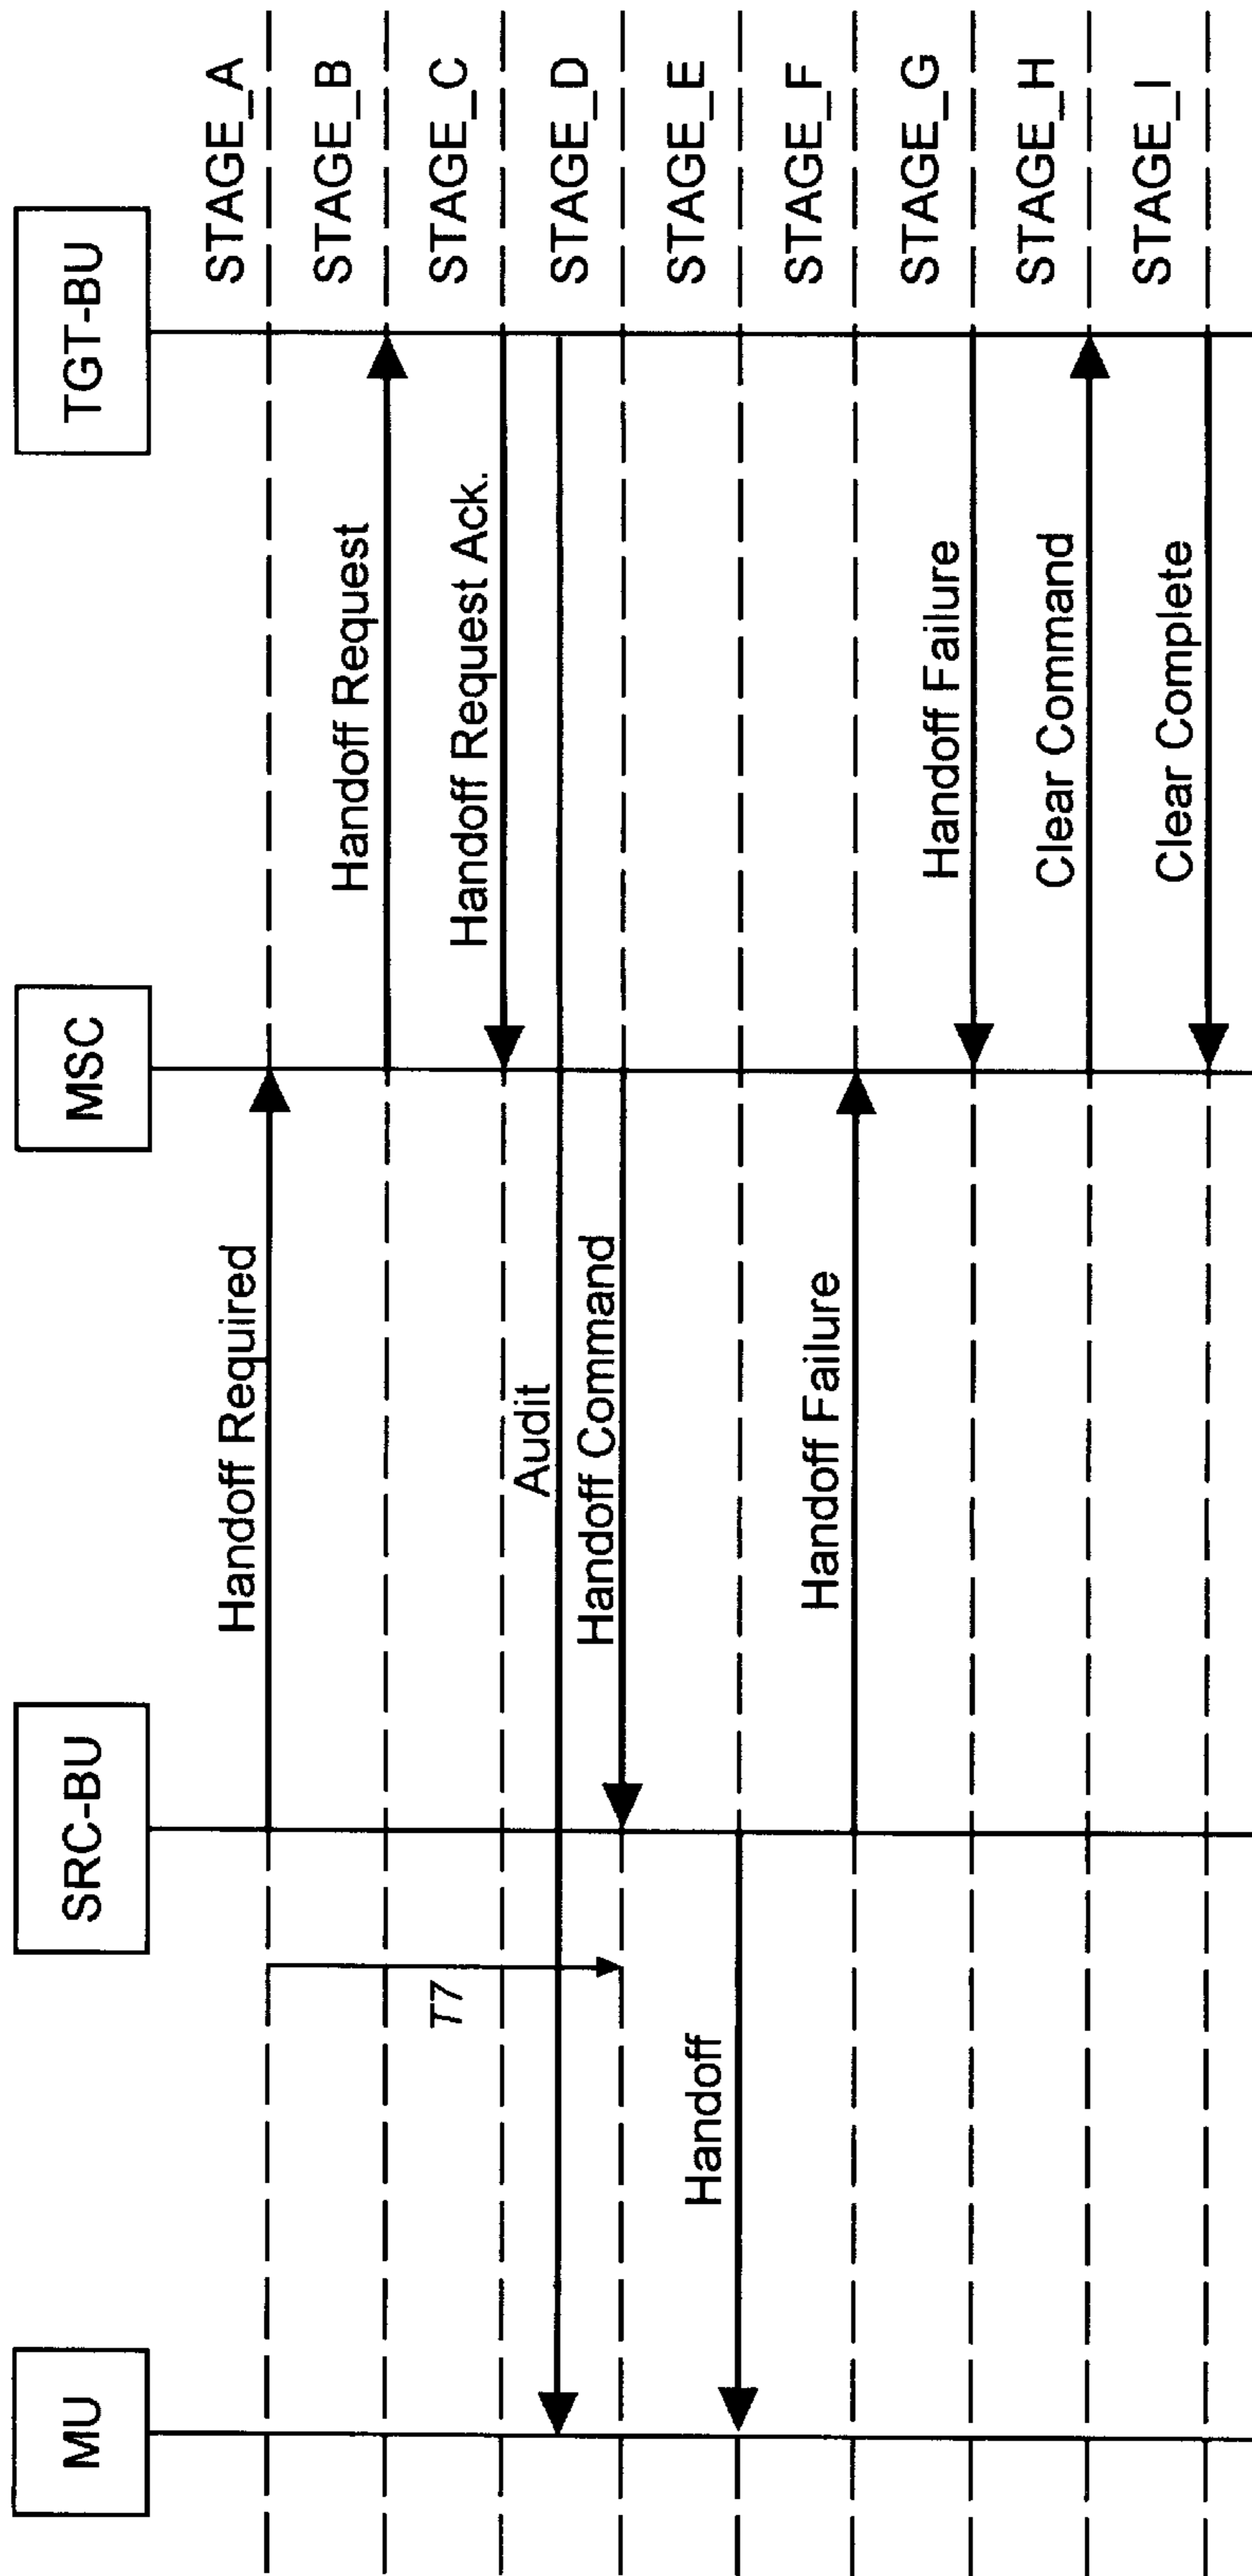 MU
SRC-BU
MSC
TGT-BU
STAGE_A
Handoff Required
STAGE_B
Handoff Request
STAGE_C
Handoff Request Ack.
T7
Audit
STAGE_D
Handoff Command
STAGE_E
Handoff
STAGE_F
Handoff Failure
STAGE_G
Handoff Failure
STAGE_H
Clear Command
STAGE_I
Clear Complete